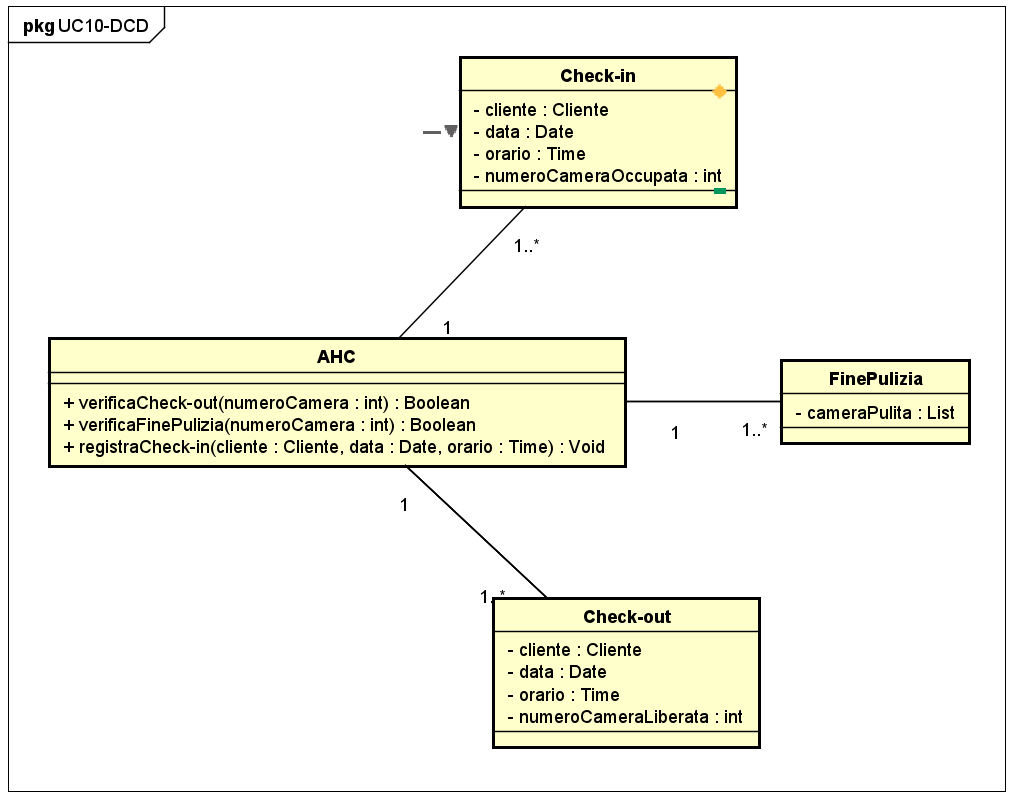 pkg UC10-DCD
Check-in
- cliente : Cliente
- data : Date
- orario : Time
- numeroCameraOccupata : int
1..*
1
AHC
+ verificaCheck-out(numeroCamera : int) : Boolean
+ verificaFinePulizia(numeroCamera : int) : Boolean
+ registraCheck-in(cliente : Cliente, data : Date, orario : Time) : Void
FinePulizia
- cameraPulita : List
1
1..*
1
1..*
Check-out
- cliente : Cliente
- data : Date
- orario : Time
- numeroCameraLiberata : int